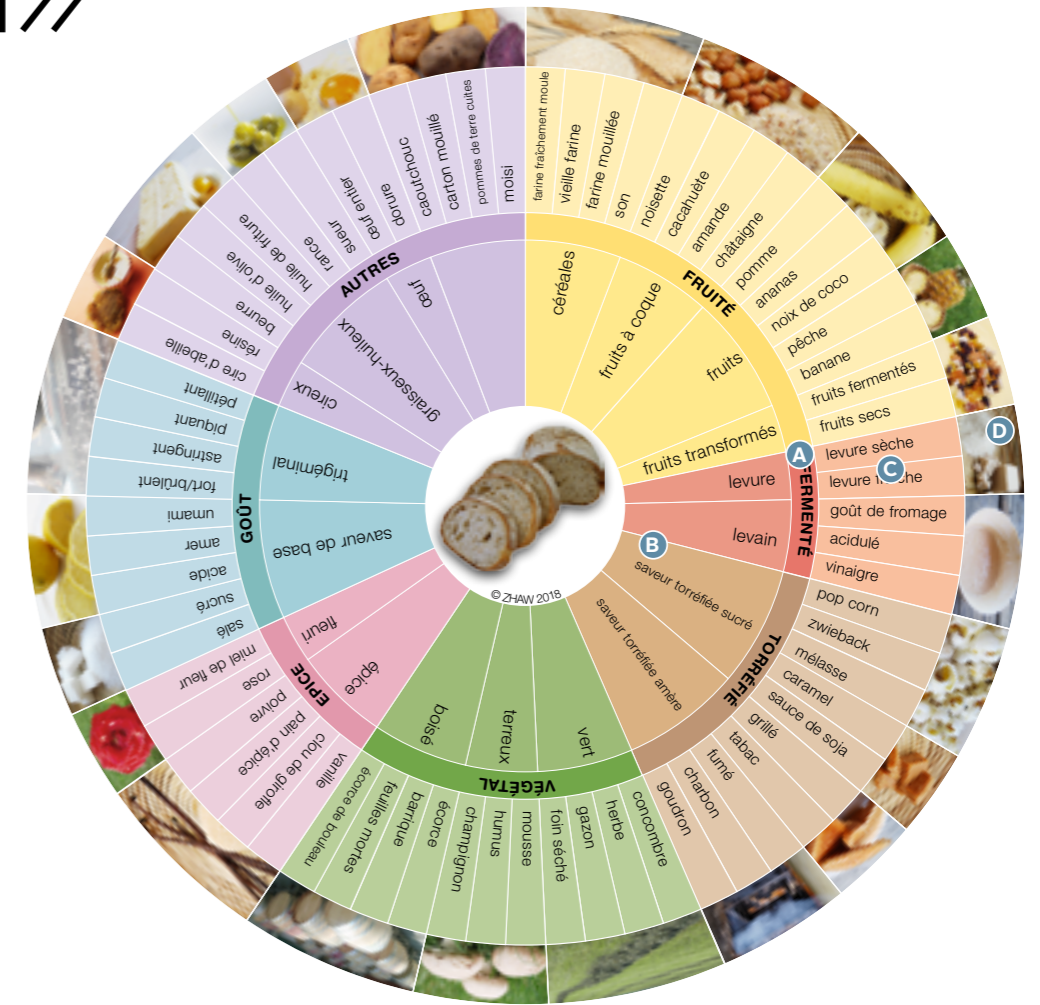 //
FRUITÉ
céréales
fruits à coque
fruits
fruits transformés
farine fraîchement moule
vieille farine
farine mouillée
son
noisette
cacahuète
amande
châtaigne
pomme
ananas
noix de coco
pêche
banane
fruits fermentés
fruits secs
A
FERMENTÉ
levure
levain
levure sèche
C
D
goût de fromage
acidulé
vinaigre
B
TORRÉFIÉ
saveur torréfiée sucré
saveur torréfiée amère
pop corn
zwieback
mélasse
caramel
sauce de soja
grillé
tabac
fumé
charbon
goudron
VÉGÉTAL
vert
terreux
boisé
concombre
herbe
gazon
foin séché
mousse
humus
champignon
écorce
barrique
feuilles mortes
écorce de bouleau
EPICE
épice
fleuri
vanille
clou de girofle
pain d'épice
poivre
rose
miel de fleur
GOÛT
saveur de base
trigéminal
salé
sucré
acide
amer
umami
fort/brûlent
astringent
piquant
pétillant
AUTRES
cireux
graisseux-huileux
œuf
cire d'abeille
résine
beurre
huile d'olive
huile de friture
rance
sueur
œuf entier
dorure
caoutchouc
carton mouillé
pommes de terre cuites
moisi
© ZHAW 2018